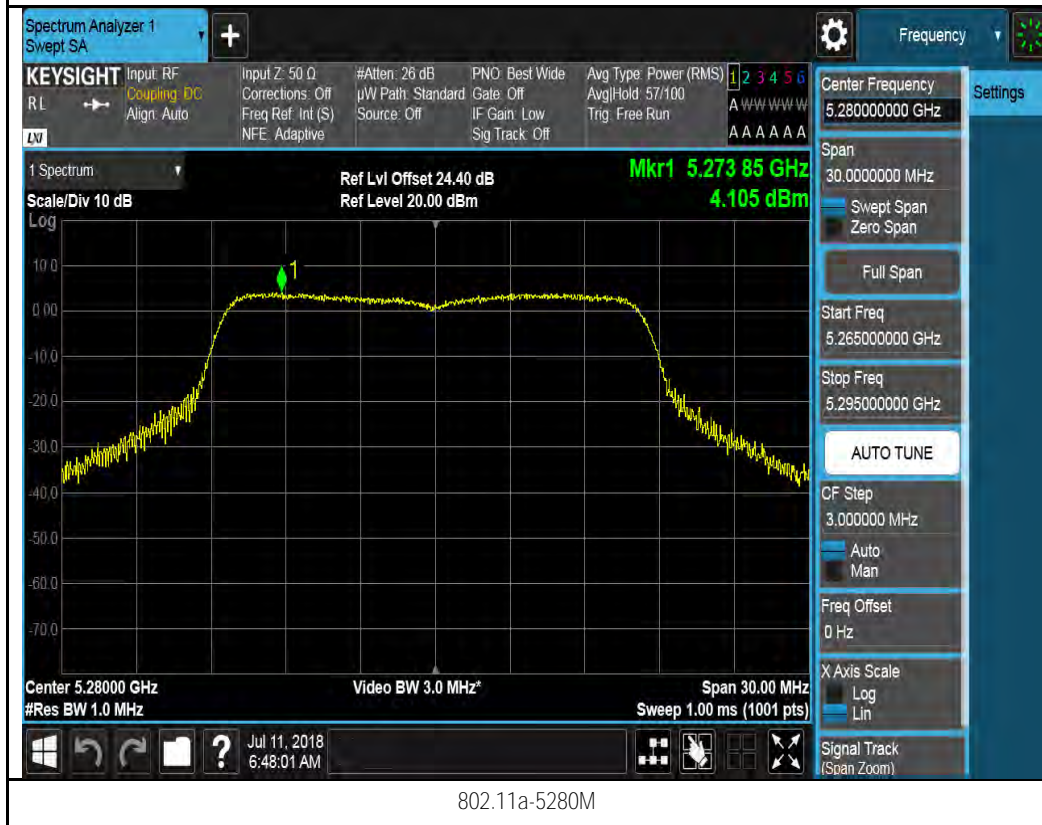 Spectrum Analyzer 1
Swept SA
+
Frequency
KEYSIGHT
RL
LXI
Input: RF
Coupling: DC
Align: Auto
Input Z: 50 Ω
Corrections: Off
Freq Ref: Int (S)
NFE: Adaptive
#Atten: 26 dB
µW Path: Standard
Source: Off
PNO: Best Wide
Gate: Off
IF Gain: Low
Sig Track: Off
Avg Type: Power (RMS)
Avg|Hold: 57/100
Trig: Free Run
1 2 3 4 5 6
A W W W W W
A A A A A A
1 Spectrum
Scale/Div 10 dB
Ref Lvl Offset 24.40 dB
Ref Level 20.00 dBm
Mkr1 5.273 85 GHz
4.105 dBm
Log
1
10.0
0.00
-10.0
-20.0
-30.0
-40.0
-50.0
-60.0
-70.0
Center 5.28000 GHz
#Res BW 1.0 MHz
Video BW 3.0 MHz*
Span 30.00 MHz
Sweep 1.00 ms (1001 pts)
Center Frequency
5.280000000 GHz
Settings
Span
30.0000000 MHz
Swept Span
Zero Span
Full Span
Start Freq
5.265000000 GHz
Stop Freq
5.295000000 GHz
AUTO TUNE
CF Step
3.000000 MHz
Auto
Man
Freq Offset
0 Hz
X Axis Scale
Log
Lin
Signal Track
(Span Zoom)
?
Jul 11, 2018
6:48:01 AM
802.11a-5280M